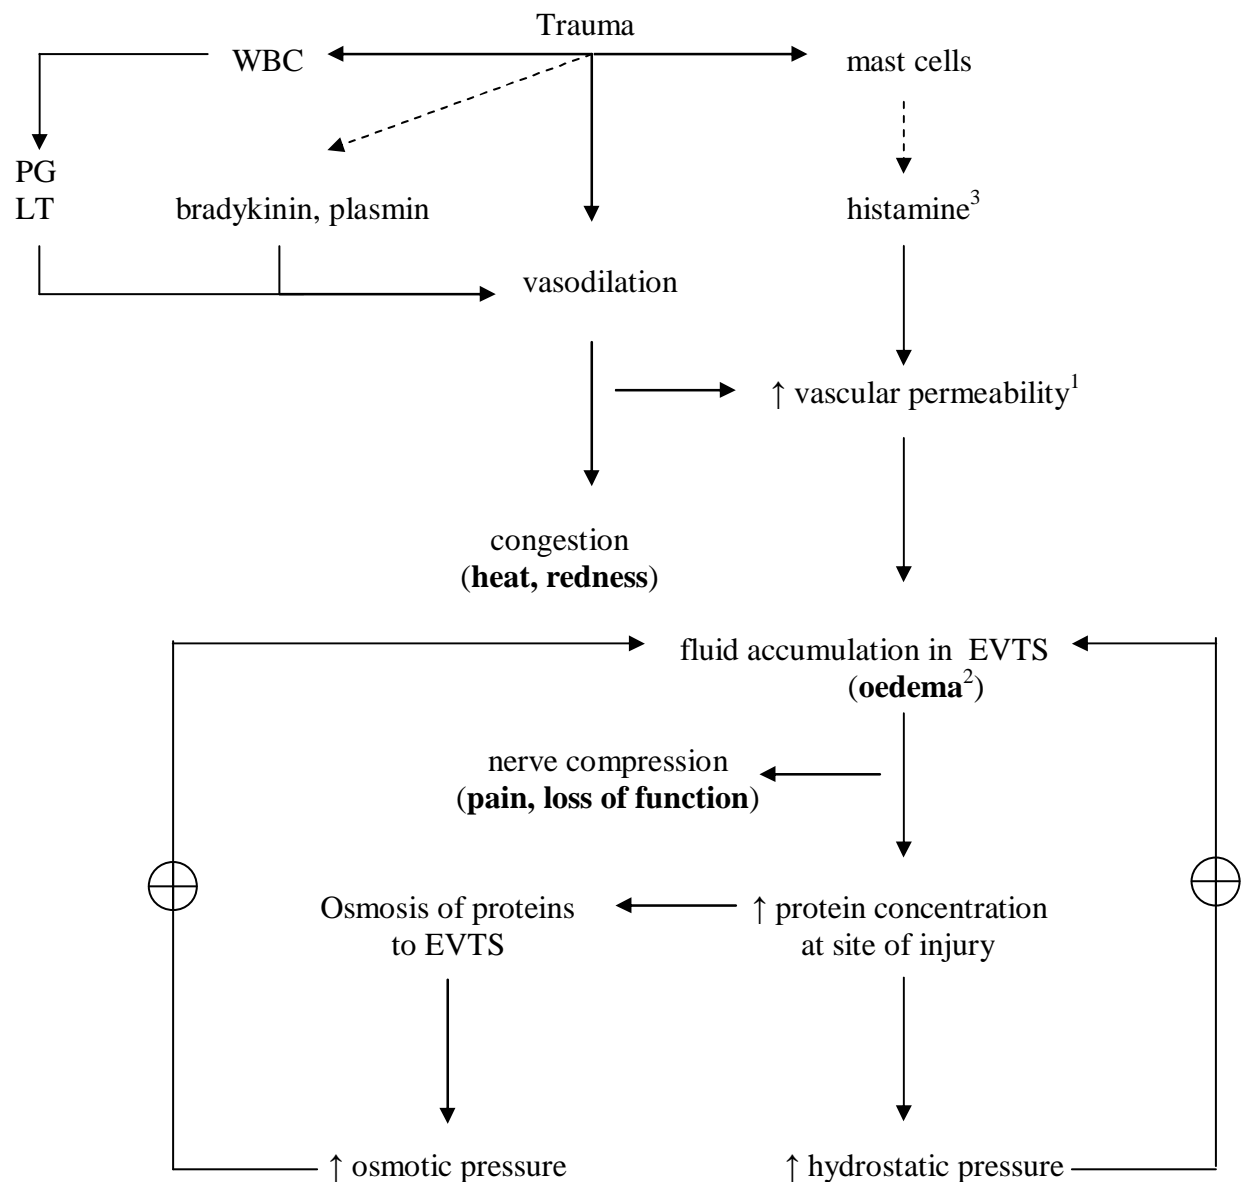 Trauma
WBC
mast cells
PG
LT
bradykinin, plasmin
histamine³
vasodilation
↑ vascular permeability¹
congestion
(heat, redness)
fluid accumulation in EVTS
(oedema²)
nerve compression
(pain, loss of function)
Osmosis of proteins
to EVTS
↑ protein concentration
at site of injury
↑ osmotic pressure
↑ hydrostatic pressure